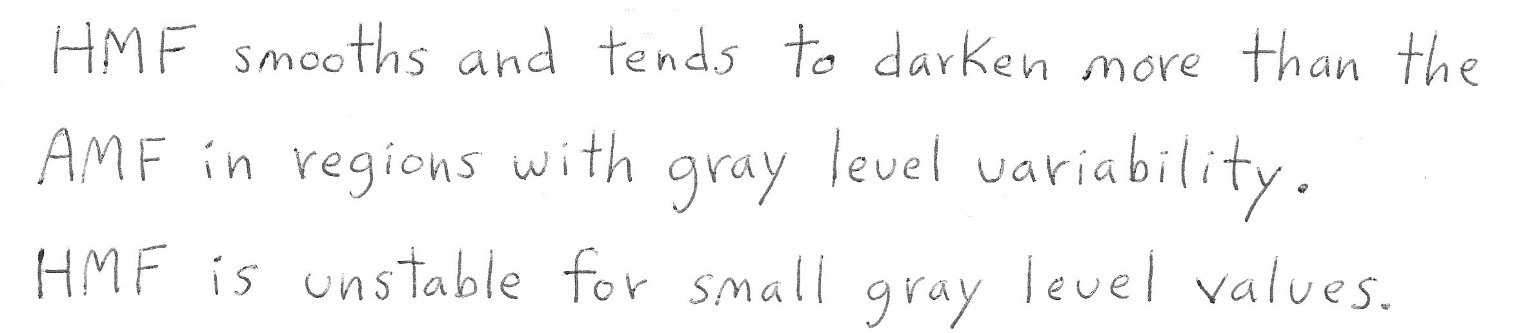 HMF smooths and tends to darken more than the
AMF in regions with gray level variability.
HMF is unstable for small gray level values.